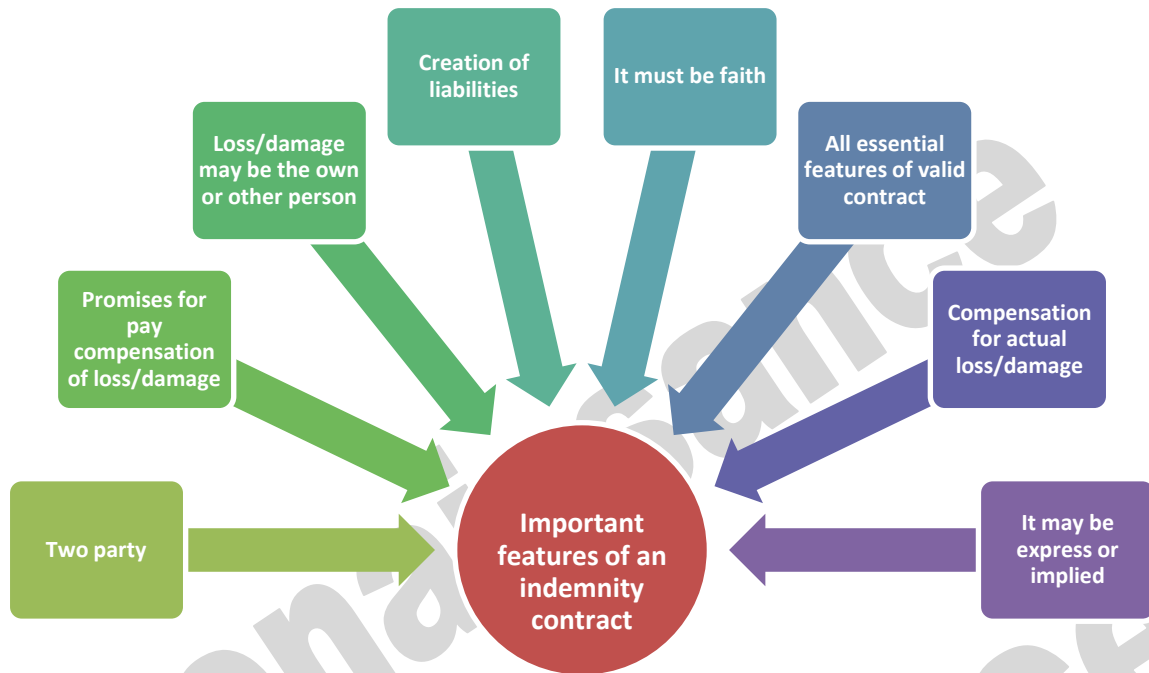 Two party
Promises for
pay
compensation
of loss/damage
Loss/damage
may be the own
or other person
Creation of
liabilities
It must be faith
All essential
features of valid
contract
Compensation
for actual
loss/damage
It may be
express or
implied
Important
features of an
indemnity
contract